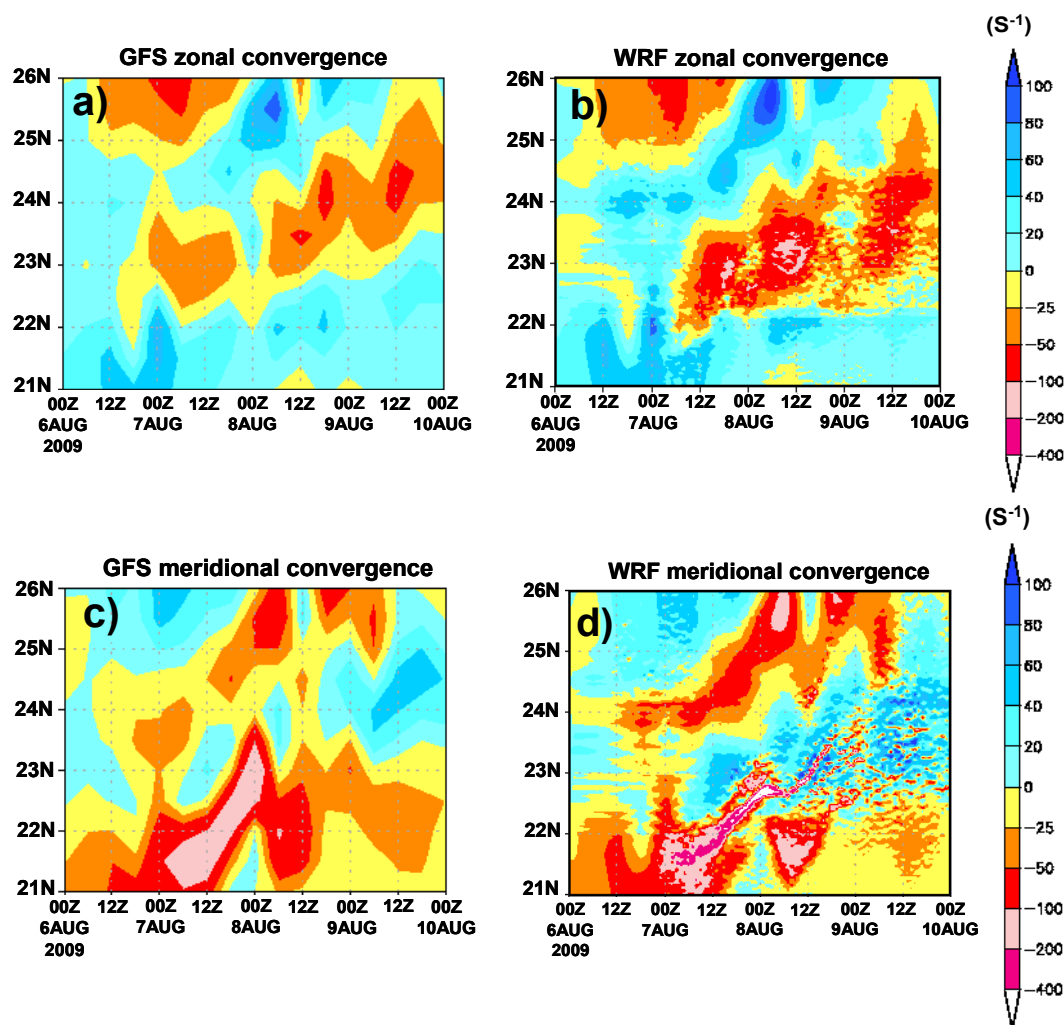 (S-1)
GFS zonal convergence
WRF zonal convergence
a)
b)
26N
25N
24N
23N
22N
21N
00Z 12Z 00Z 12Z 00Z 12Z 00Z 12Z 00Z
6AUG 7AUG 8AUG 9AUG 10AUG
2009
26N
25N
24N
23N
22N
21N
00Z 12Z 00Z 12Z 00Z 12Z 00Z 12Z 00Z
6AUG 7AUG 8AUG 9AUG 10AUG
2009
100
80
60
40
20
0
-25
-50
-100
-200
-400
(S-1)
GFS meridional convergence
WRF meridional convergence
c)
d)
26N
25N
24N
23N
22N
21N
00Z 12Z 00Z 12Z 00Z 12Z 00Z 12Z 00Z
6AUG 7AUG 8AUG 9AUG 10AUG
2009
26N
25N
24N
23N
22N
21N
00Z 12Z 00Z 12Z 00Z 12Z 00Z 12Z 00Z
6AUG 7AUG 8AUG 9AUG 10AUG
2009
100
80
60
40
20
0
-25
-50
-100
-200
-400